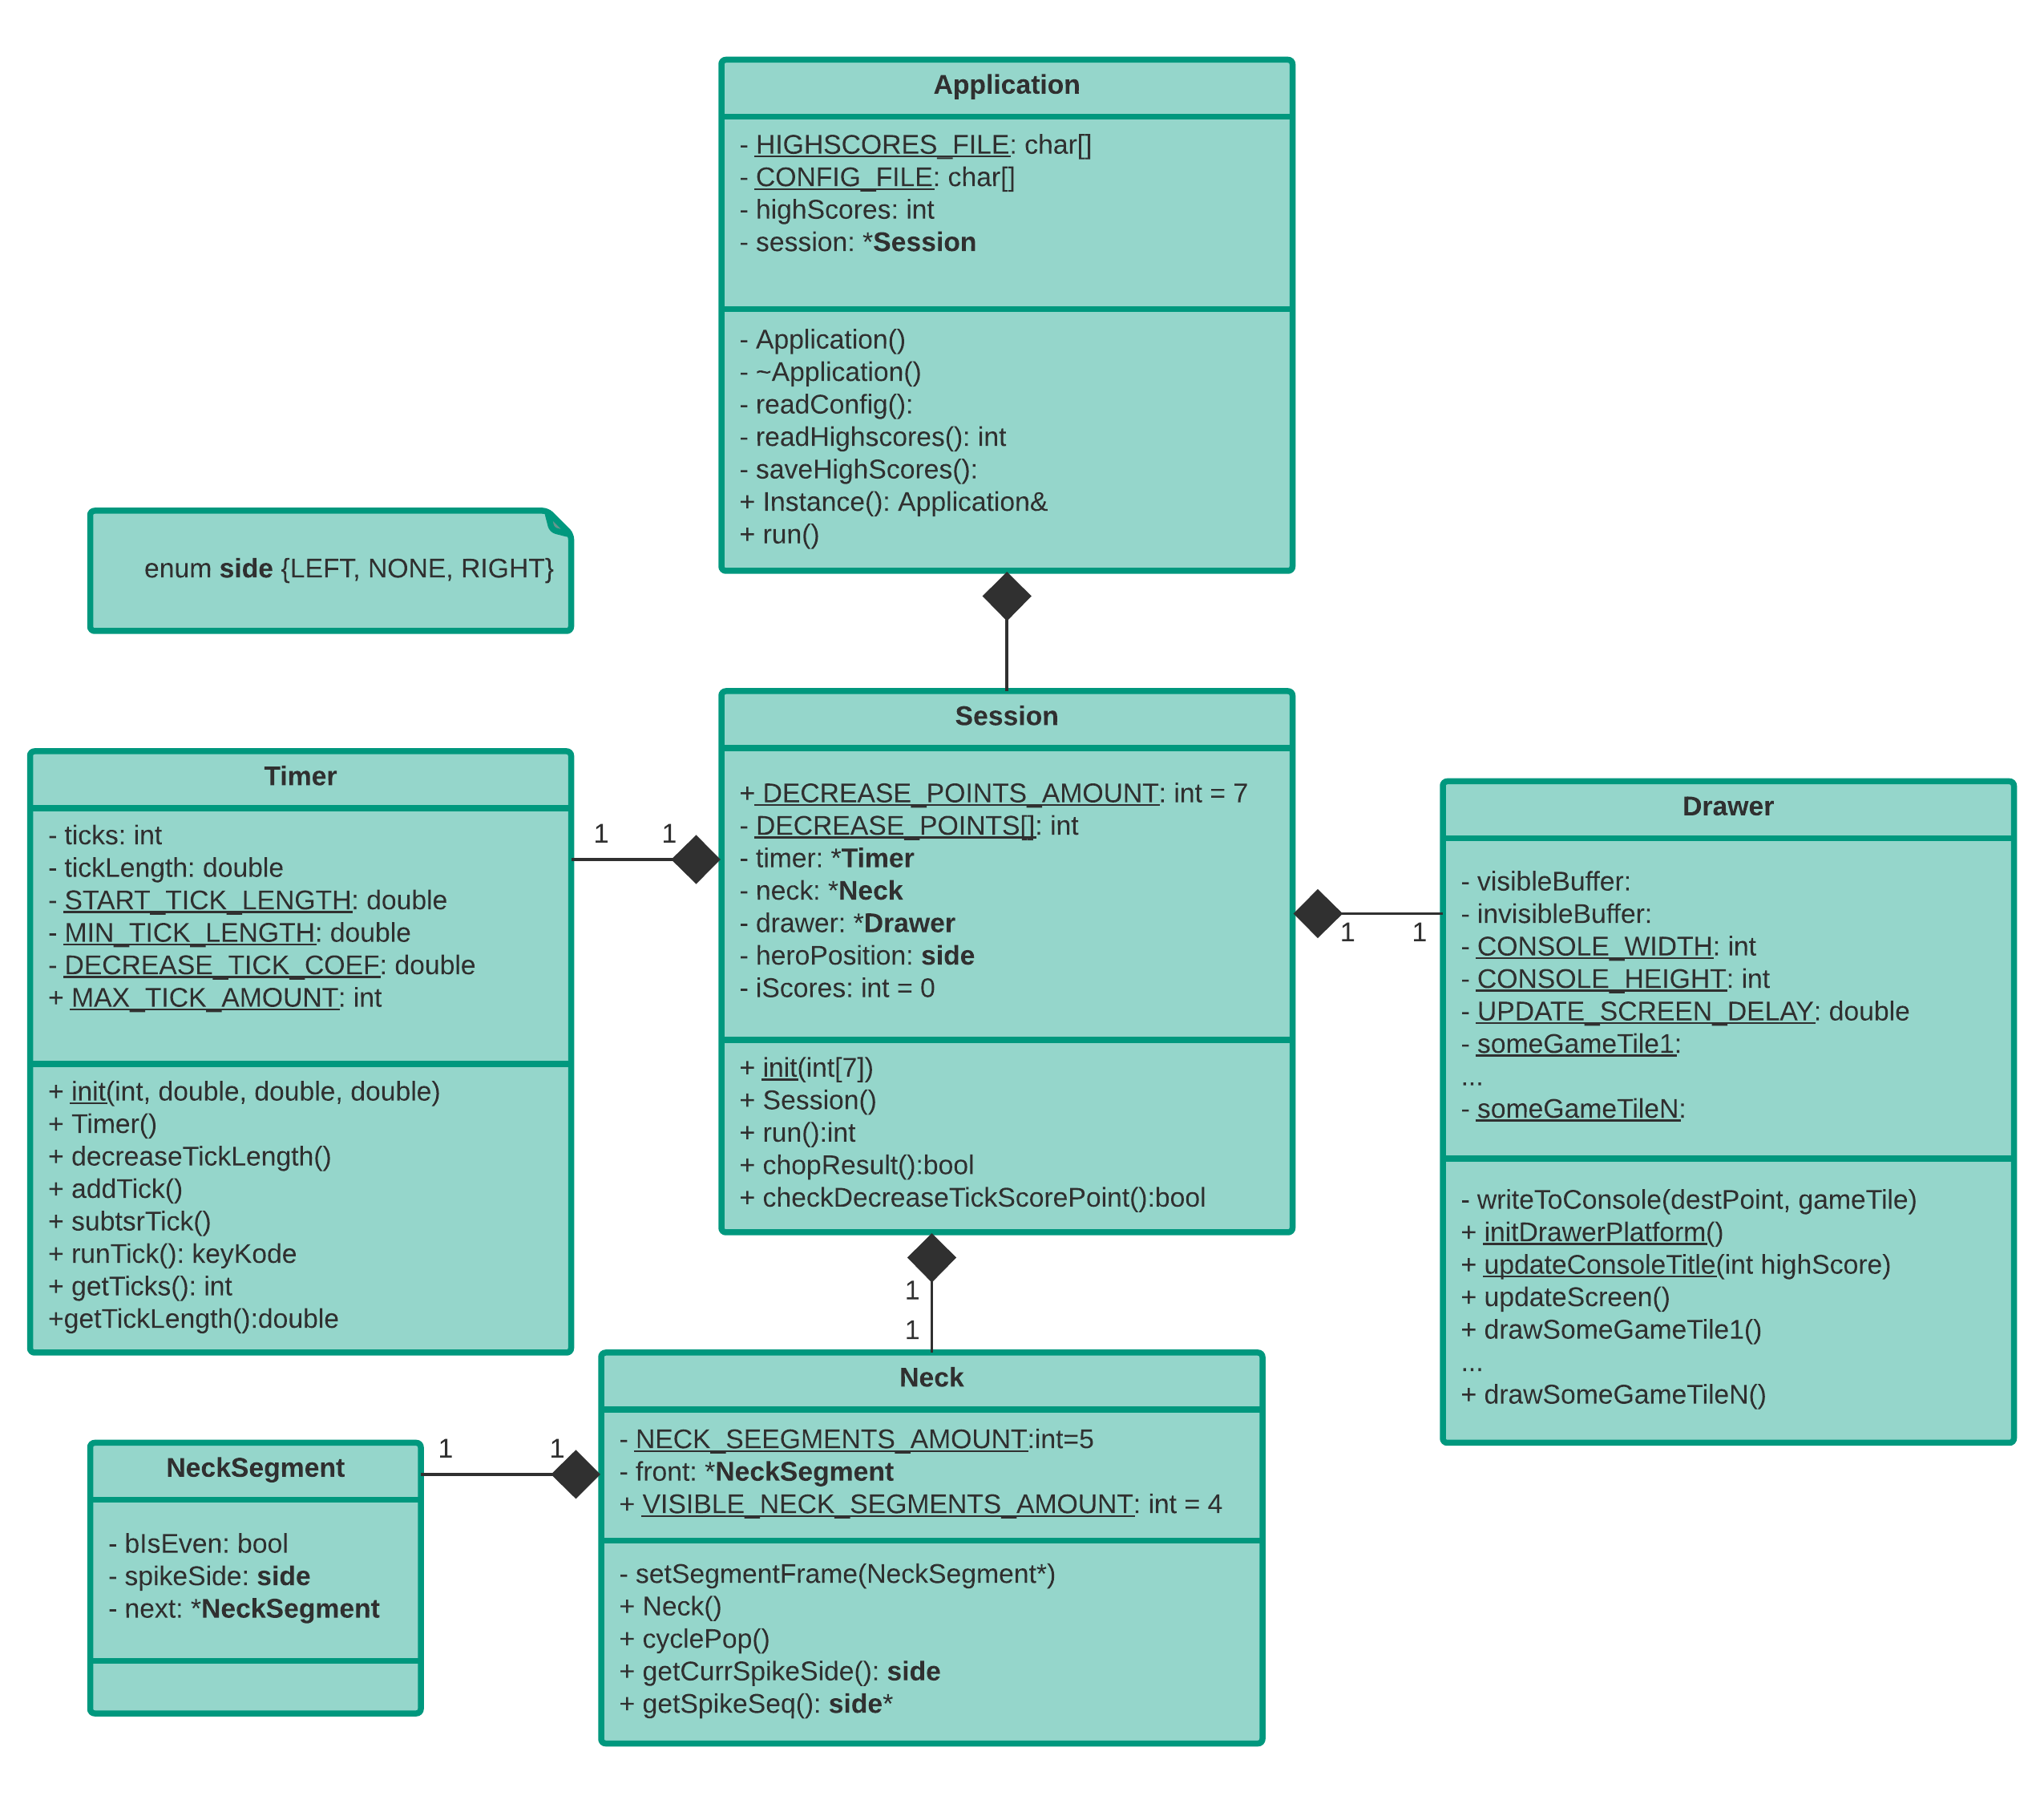 Application
- HIGHSCORES_FILE: char[]
- CONFIG_FILE: char[]
- highScores: int
- session: *Session
- Application()
- ~Application()
- readConfig():
- readHighscores(): int
- saveHighScores():
+ Instance(): Application&
+ run()
enum side {LEFT, NONE, RIGHT}
Session
+ DECREASE_POINTS_AMOUNT: int = 7
- DECREASE_POINTS[]: int
- timer: *Timer
- neck: *Neck
- drawer: *Drawer
- heroPosition: side
- iScores: int = 0
+ init(int[7])
+ Session()
+ run():int
+ chopResult():bool
+ checkDecreaseTickScorePoint():bool
Timer
- ticks: int
- tickLength: double
- START_TICK_LENGTH: double
- MIN_TICK_LENGTH: double
- DECREASE_TICK_COEF: double
+ MAX_TICK_AMOUNT: int
+ init(int, double, double, double)
+ Timer()
+ decreaseTickLength()
+ addTick()
+ subtsrTick()
+ runTick(): keyKode
+ getTicks(): int
+getTickLength():double
1 1
Drawer
- visibleBuffer:
- invisibleBuffer:
- CONSOLE_WIDTH: int
- CONSOLE_HEIGHT: int
- UPDATE_SCREEN_DELAY: double
- someGameTile1:
...
- someGameTileN:
- writeToConsole(destPoint, gameTile)
+ initDrawerPlatform()
+ updateConsoleTitle(int highScore)
+ updateScreen()
+ drawSomeGameTile1()
...
+ drawSomeGameTileN()
1 1
1
1
Neck
- NECK_SEEGMENTS_AMOUNT:int=5
- front: *NeckSegment
+ VISIBLE_NECK_SEGMENTS_AMOUNT: int = 4
- setSegmentFrame(NeckSegment*)
+ Neck()
+ cyclePop()
+ getCurrSpikeSide(): side
+ getSpikeSeq(): side*
1 1
NeckSegment
- bIsEven: bool
- spikeSide: side
- next: *NeckSegment